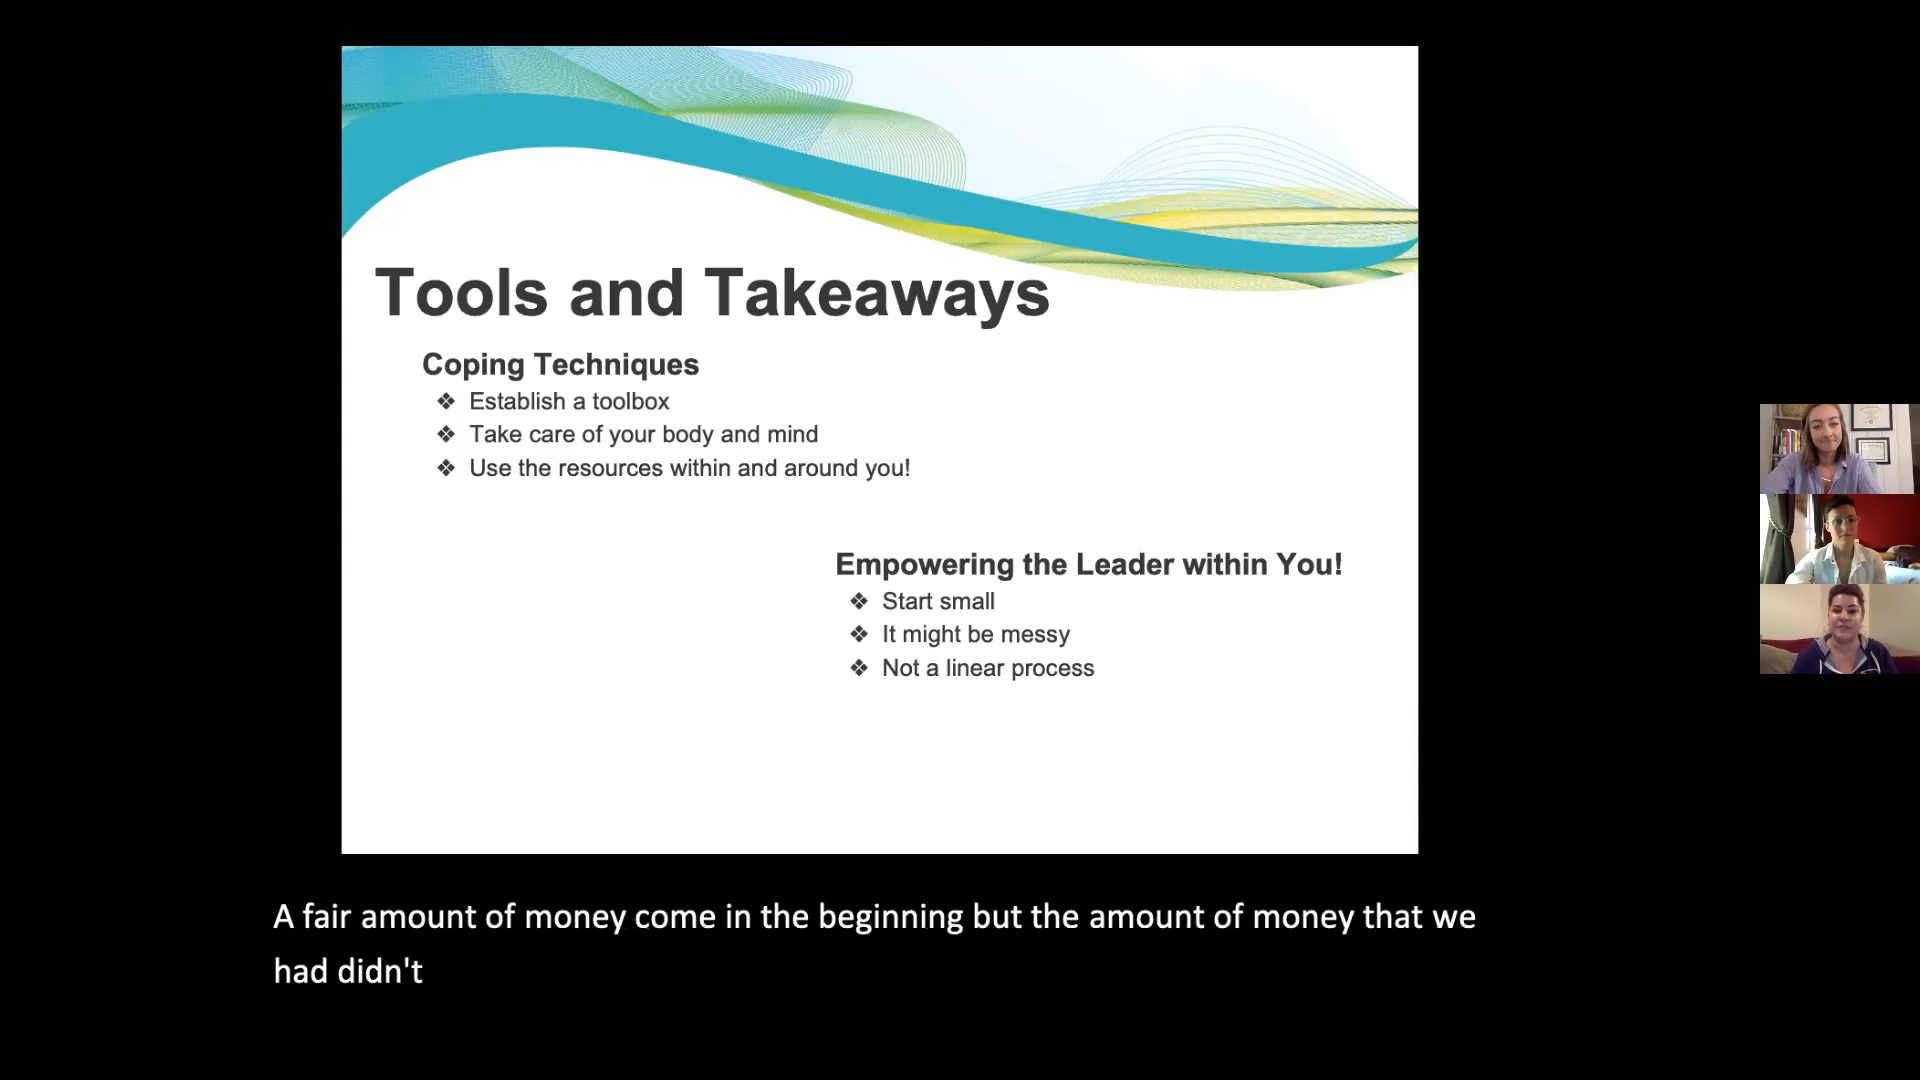 Tools and Takeaways
Coping Techniques
❖ Establish a toolbox
❖ Take care of your body and mind
❖ Use the resources within and around you!
Empowering the Leader within You!
❖ Start small
❖ It might be messy
❖ Not a linear process
A fair amount of money come in the beginning but the amount of money that we
had didn't